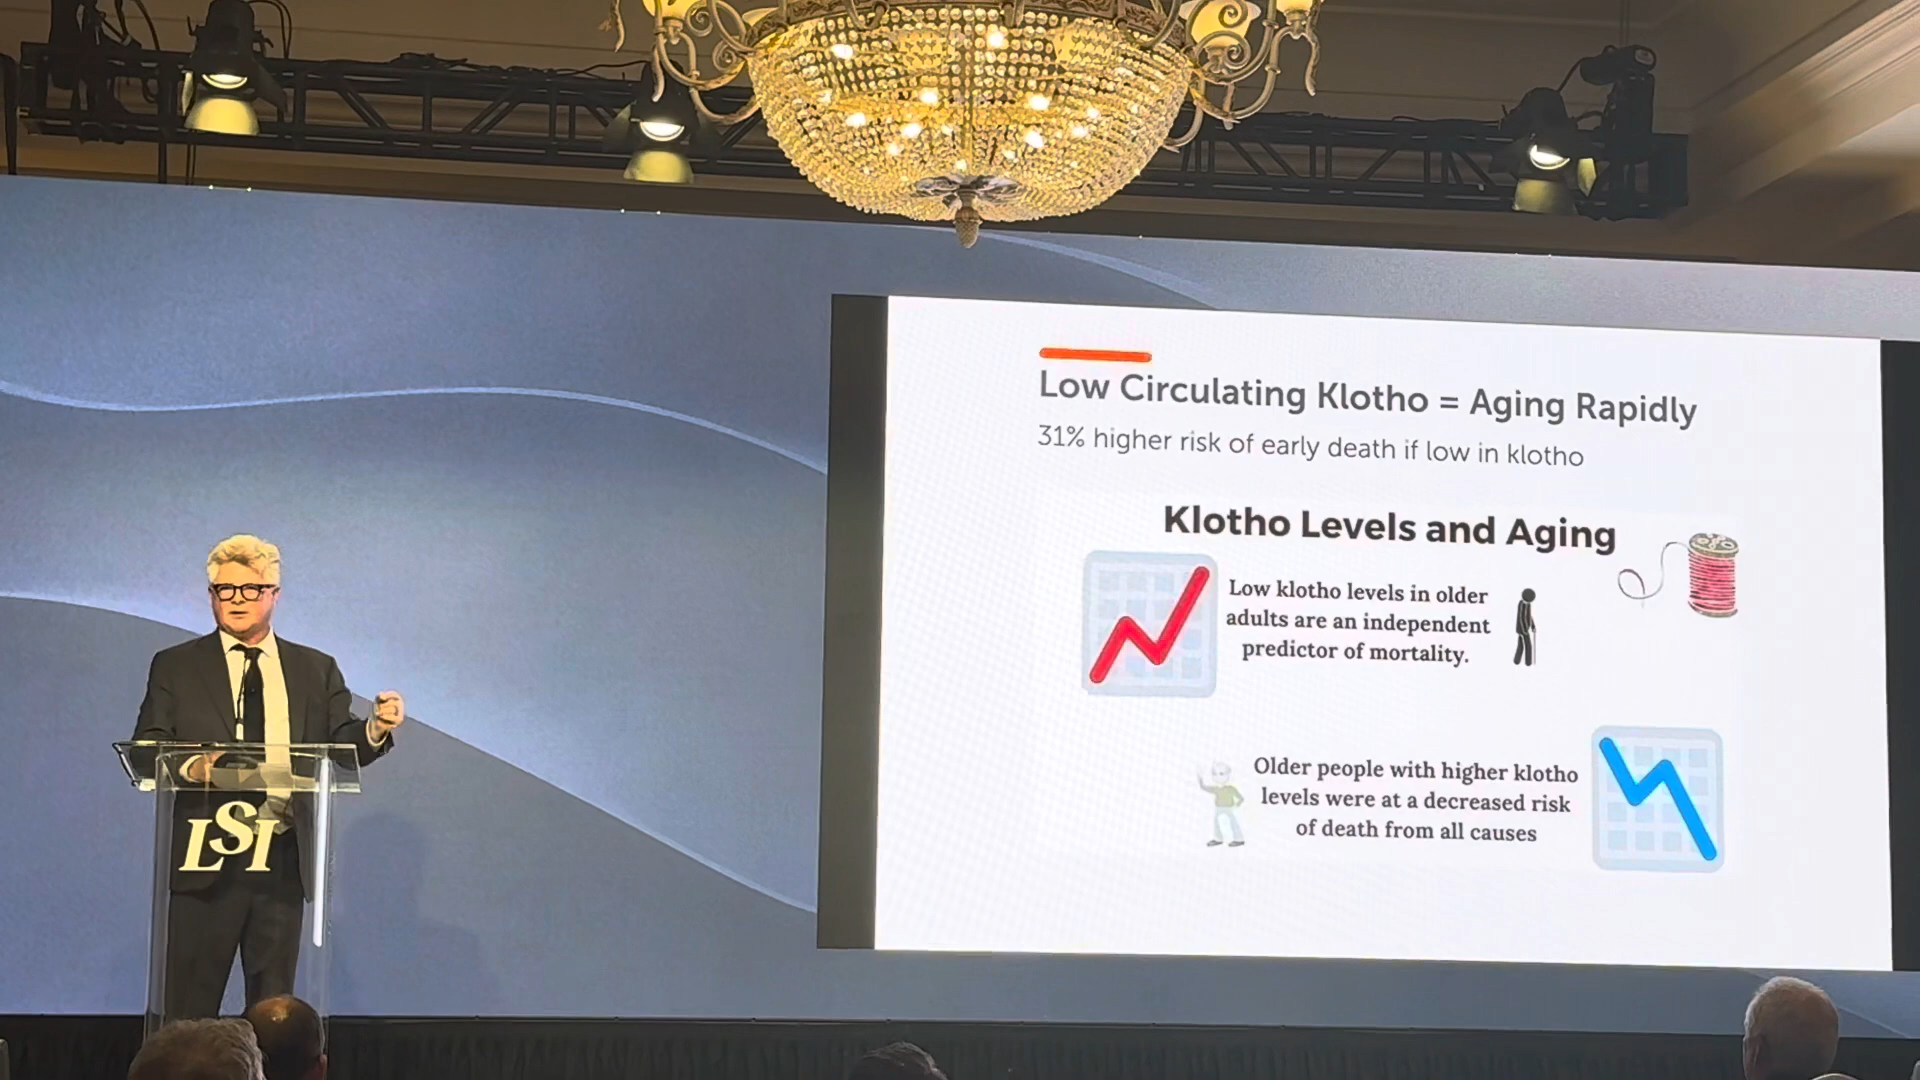 Low Circulating Klotho = Aging Rapidly
31% higher risk of early death if low in klotho
Klotho Levels and Aging
Low klotho levels in older
adults are an independent
predictor of mortality.
Older people with higher klotho
levels were at a decreased risk
of death from all causes
LSI